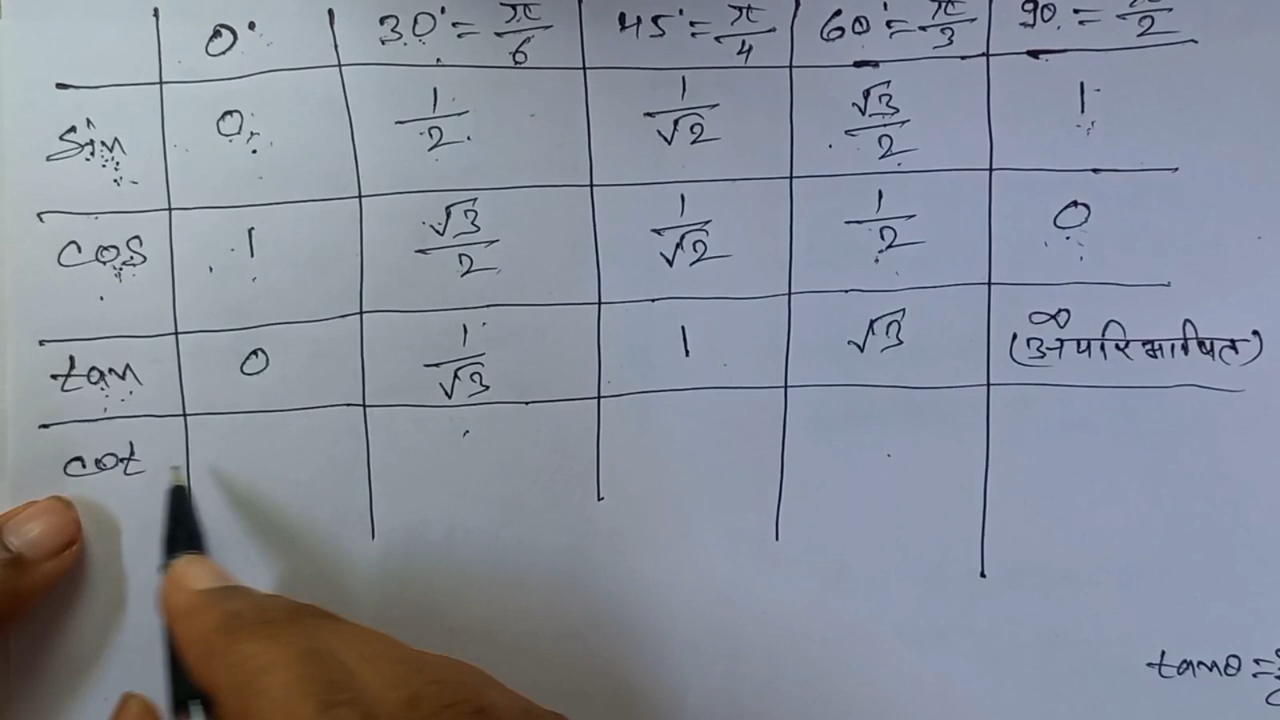 0° 30° = π/6 45° = π/4 60° = π/3 90 = π/2
Sin 0 1/2 1/√2 √3/2 1
cos 1 √3/2 1/√2 1/2 0
tan 0 1/√3 1 √3 ∞
(अपरिभाषित)
cot
tanθ =